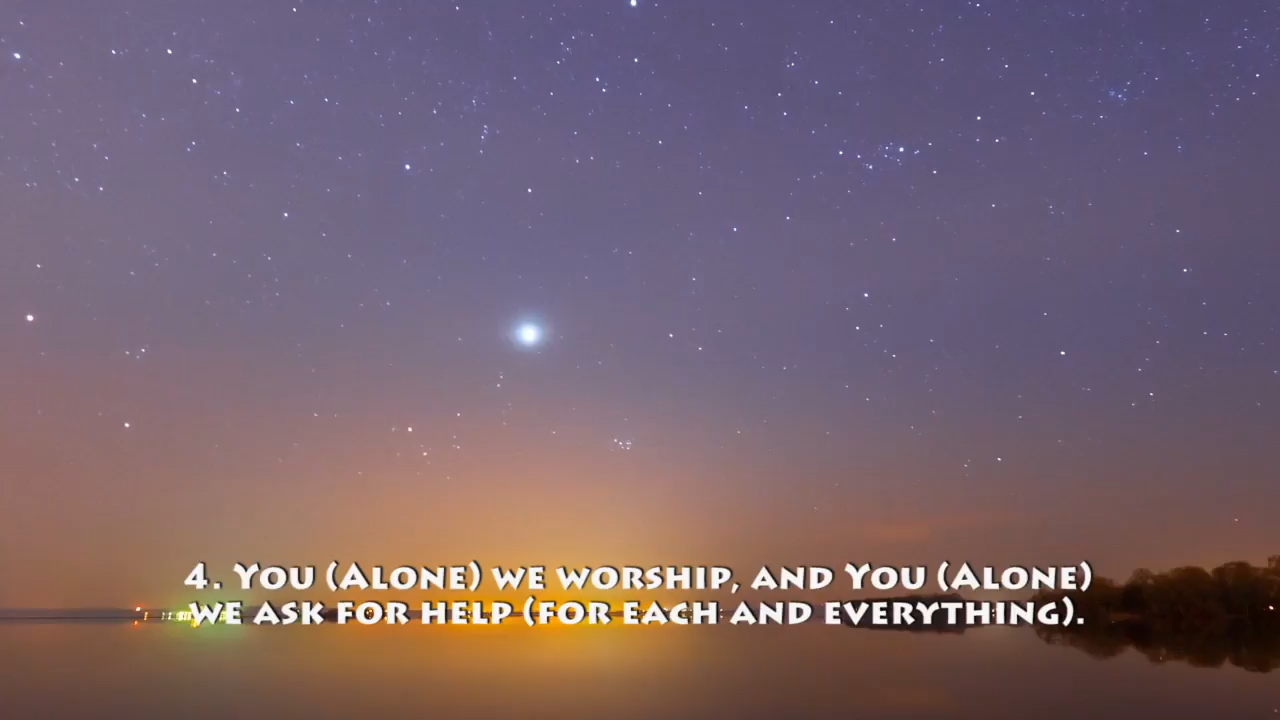 4. You (Alone) we worship, and You (Alone)
we ask for help (for each and everything).